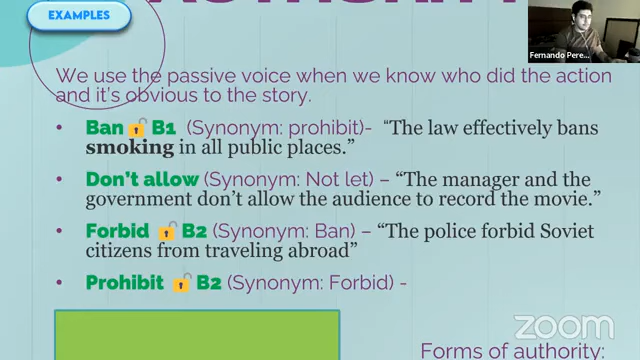 EXAMPLES
AUTHORITY
Fernando Pere...
We use the passive voice when we know who did the action
and it's obvious to the story.
• Ban 🔓 B1 (Synonym: prohibit)- “The law effectively bans
smoking in all public places.”
• Don't allow (Synonym: Not let) – “The manager and the
government don't allow the audience to record the movie.”
• Forbid 🔓 B2 (Synonym: Ban) – “The police forbid Soviet
citizens from traveling abroad”
• Prohibit 🔓 B2 (Synonym: Forbid) -
zoom
Forms of authority: